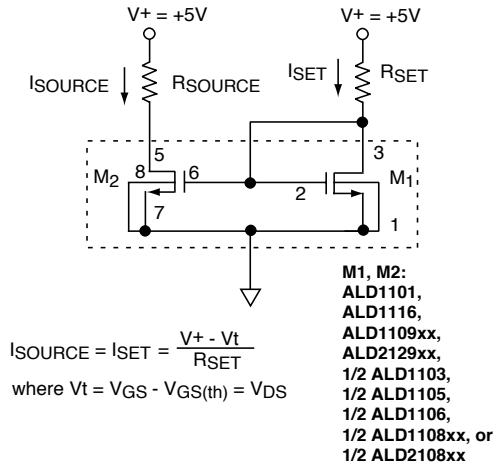 V+ = +5V
V+ = +5V
ISOURCE
RSOURCE
ISET
RSET
5
3
M2
8
6
2
M1
7
1
M1, M2:
ALD1101,
ALD1116,
ALD1109xx,
ALD2129xx,
1/2 ALD1103,
1/2 ALD1105,
1/2 ALD1106,
1/2 ALD1108xx, or
1/2 ALD2108xx
ISOURCE = ISET = V+ - Vt / RSET
where Vt = VGS - VGS(th) = VDS